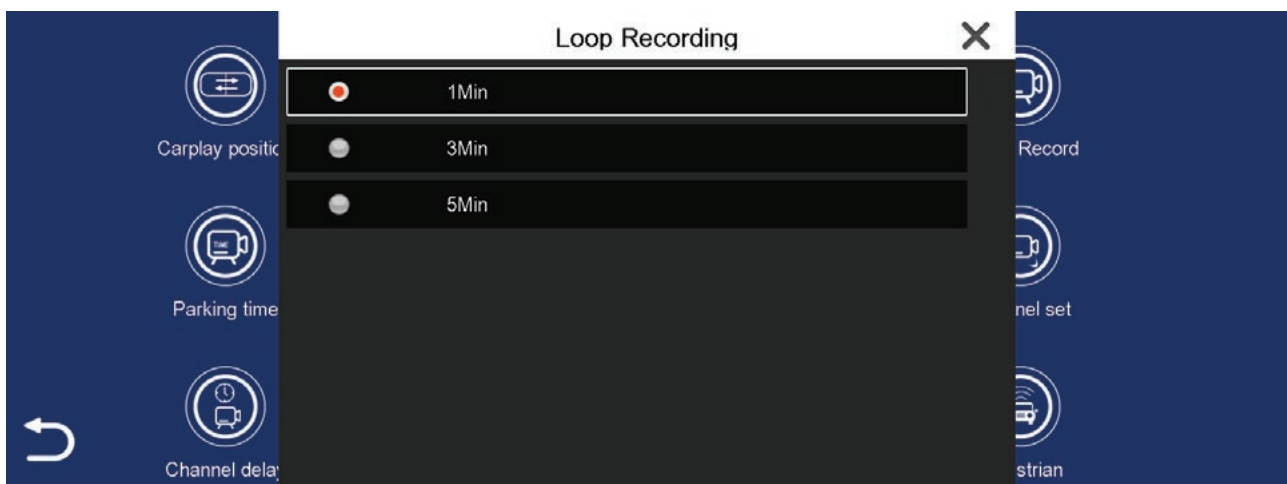 Loop Recording
1Min
3Min
5Min
Carplay positio
Record
Parking time
nel set
Channel dela
strian